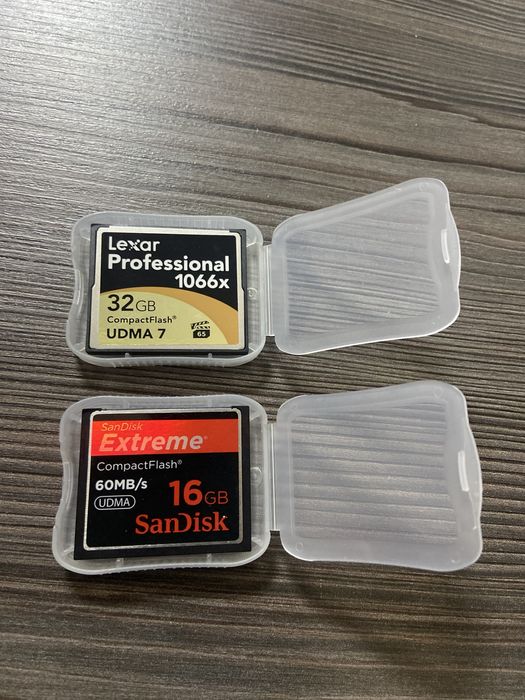 Lexar
Professional
1066x
32GB
CompactFlash®
UDMA 7
65
SanDisk
Extreme®
CompactFlash®
60MB/s
UDMA
16GB
SanDisk